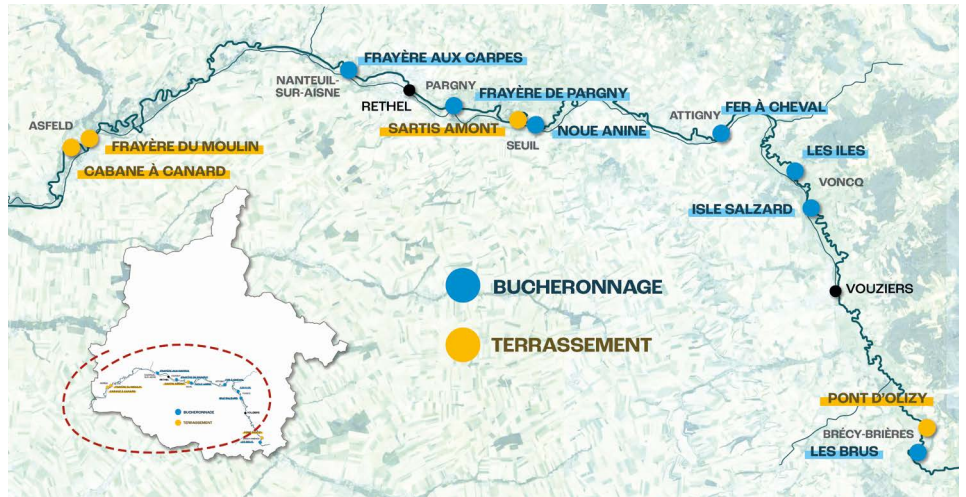 FRAYÈRE AUX CARPES
NANTEUIL-
SUR-AISNE
PARGNY
FRAYÈRE DE PARGNY
RETHEL
ATTIGNY
FER À CHEVAL
ASFELD
SARTIS AMONT
NOUE ANINE
SEUIL
FRAYÈRE DU MOULIN
CABANE À CANARD
LES ILES
VONCQ
ISLE SALZARD
BUCHERONNAGE
VOUZIERS
TERRASSEMENT
PONT D'OLIZY
BRÉCY-BRIÈRES
LES BRUS
BUCHERONNAGE
TERRASSEMENT